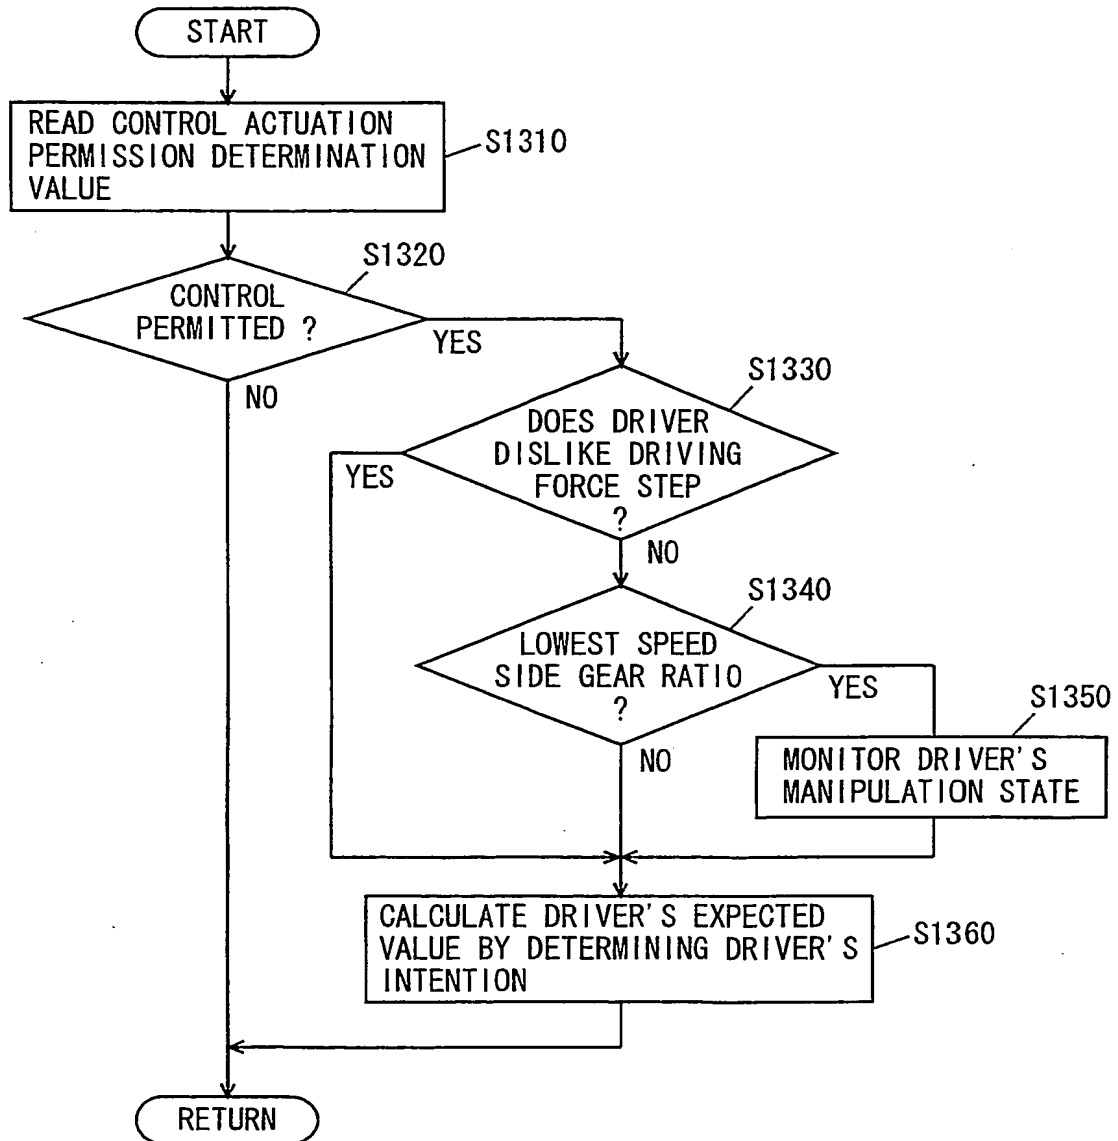 START
READ CONTROL ACTUATION
PERMISSION DETERMINATION
VALUE
S1310
S1320
CONTROL
PERMITTED ?
YES
NO
S1330
DOES DRIVER
DISLIKE DRIVING
FORCE STEP
?
YES
NO
S1340
LOWEST SPEED
SIDE GEAR RATIO
?
YES
NO
S1350
MONITOR DRIVER'S
MANIPULATION STATE
CALCULATE DRIVER'S EXPECTED
VALUE BY DETERMINING DRIVER'S
INTENTION
S1360
RETURN